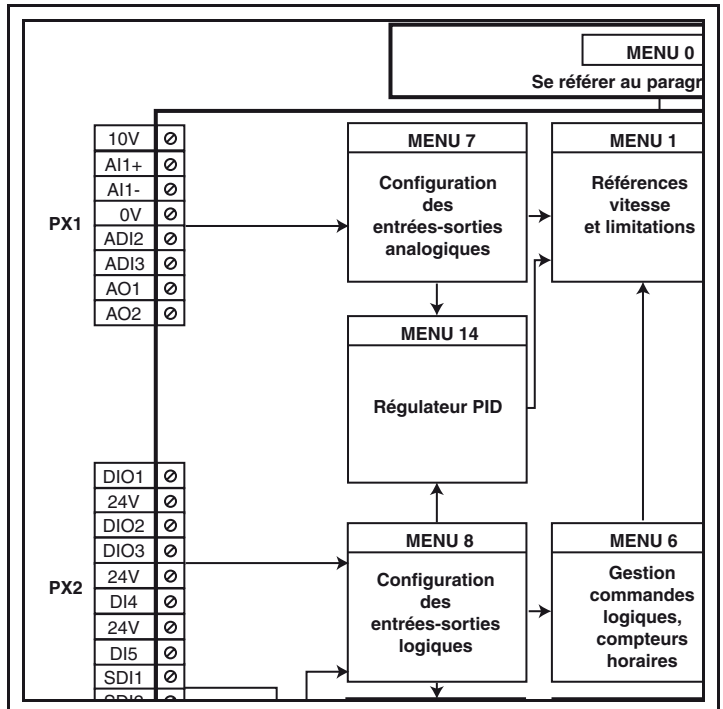 MENU 0
Se référer au paragr
10V
AI1+
AI1-
0V
ADI2
ADI3
AO1
AO2
PX1
MENU 7
Configuration
des
entrées-sorties
analogiques
MENU 1
Références
vitesse
et limitations
MENU 14
Régulateur PID
DIO1
24V
DIO2
DIO3
24V
DI4
24V
DI5
SDI1
PX2
MENU 8
Configuration
des
entrées-sorties
logiques
MENU 6
Gestion
commandes
logiques,
compteurs
horaires